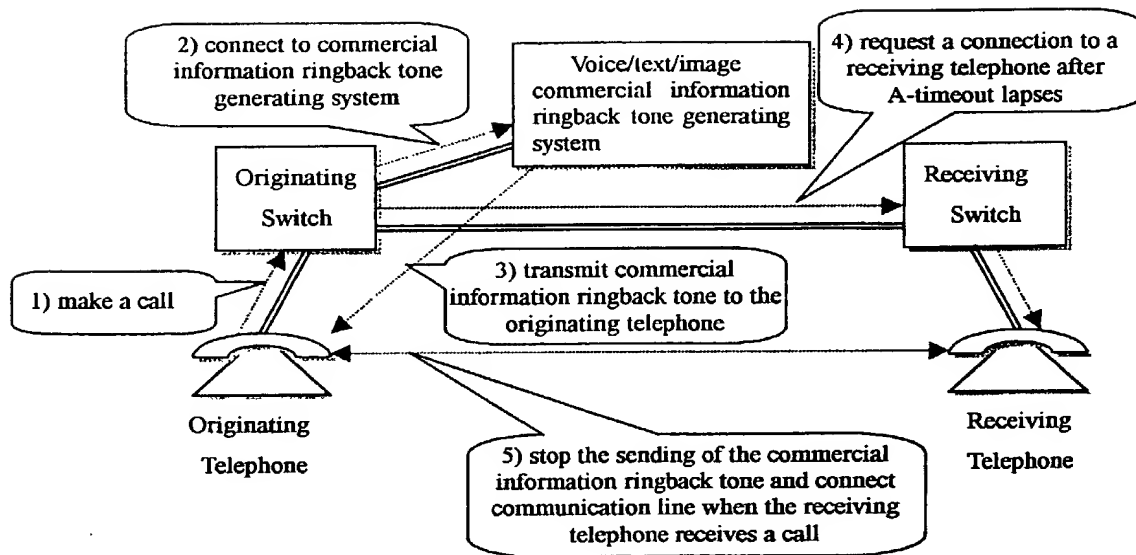 2) connect to commercial
information ringback tone
generating system
Voice/text/image
commercial information
ringback tone generating
system
4) request a connection to a
receiving telephone after
A-timeout lapses
Originating
Switch
Receiving
Switch
1) make a call
3) transmit commercial
information ringback tone to the
originating telephone
Originating
Telephone
Receiving
Telephone
5) stop the sending of the commercial
information ringback tone and connect
communication line when the receiving
telephone receives a call